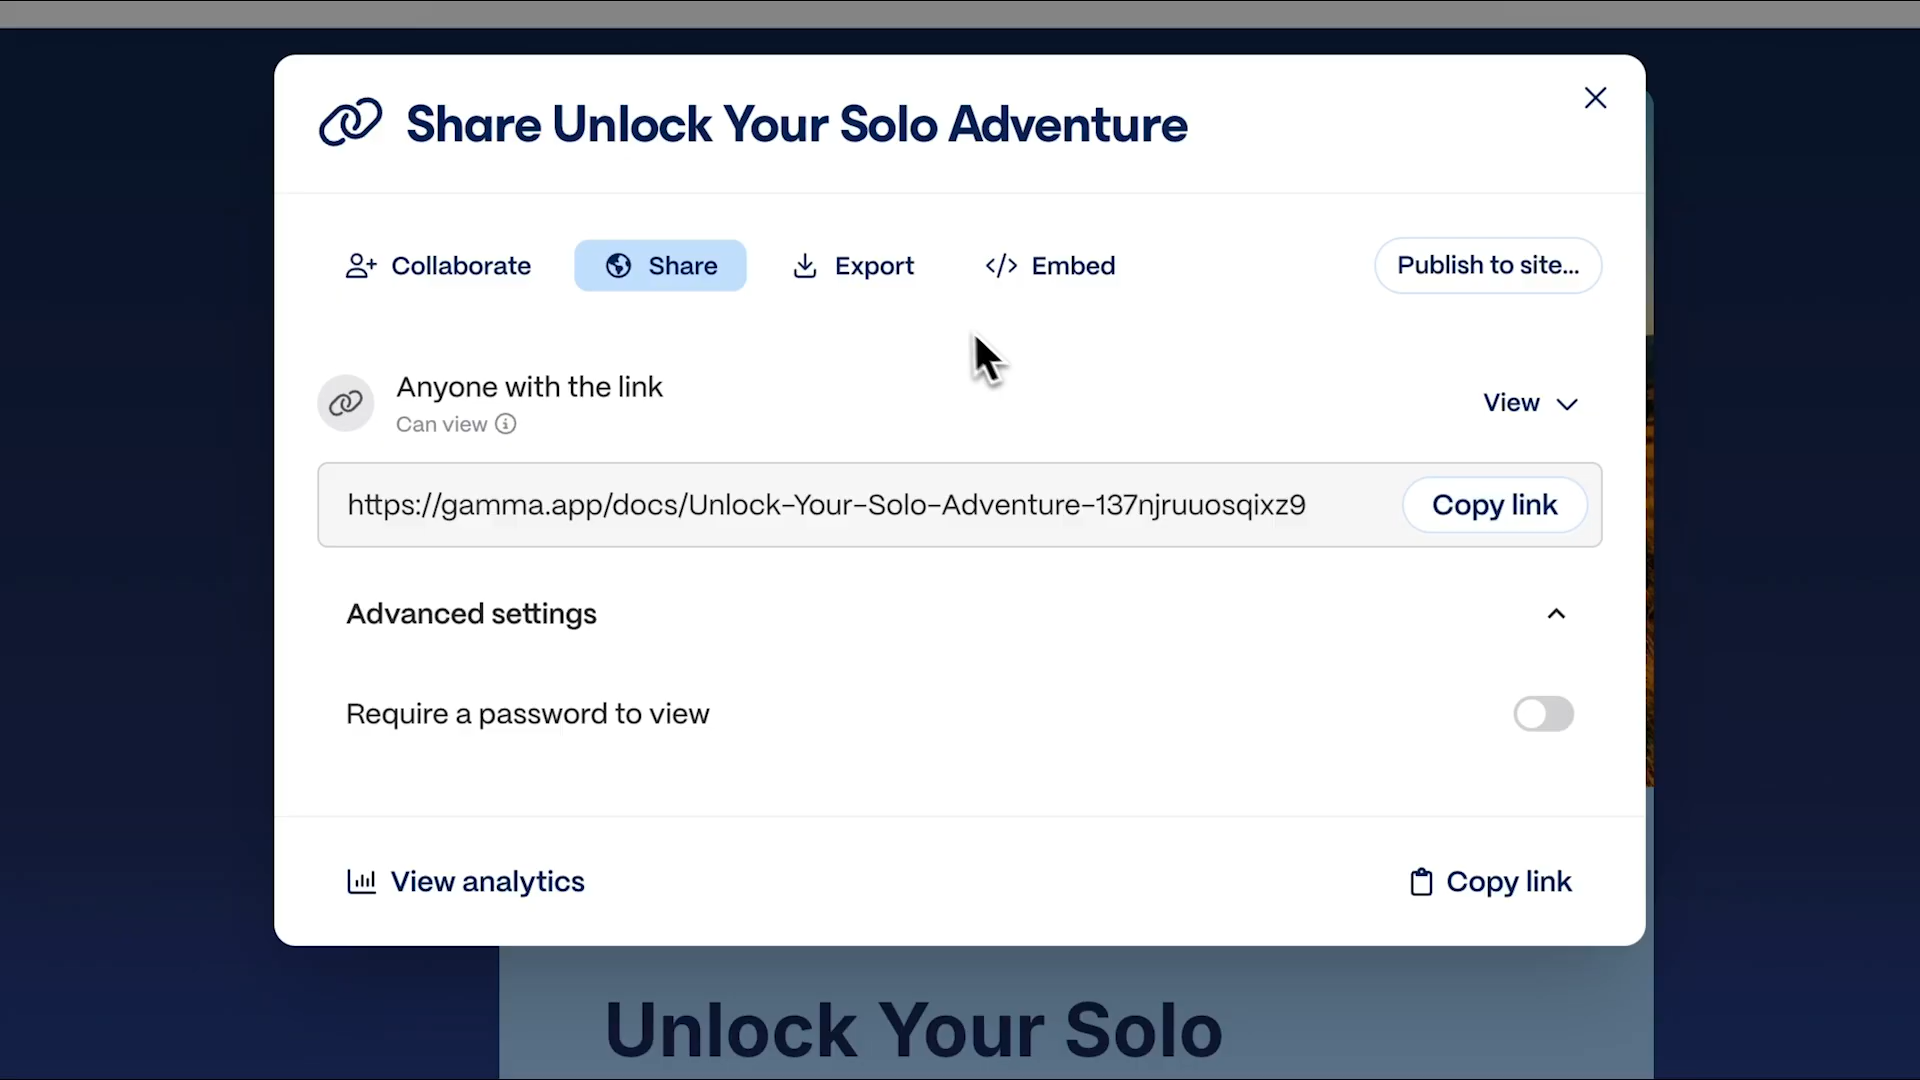 Share Unlock Your Solo Adventure
Collaborate
Share
Export
Embed
Publish to site...
Anyone with the link
Can view
View
https://gamma.app/docs/Unlock-Your-Solo-Adventure-137njruuosqixz9
Copy link
Advanced settings
Require a password to view
View analytics
Copy link
Unlock Your Solo